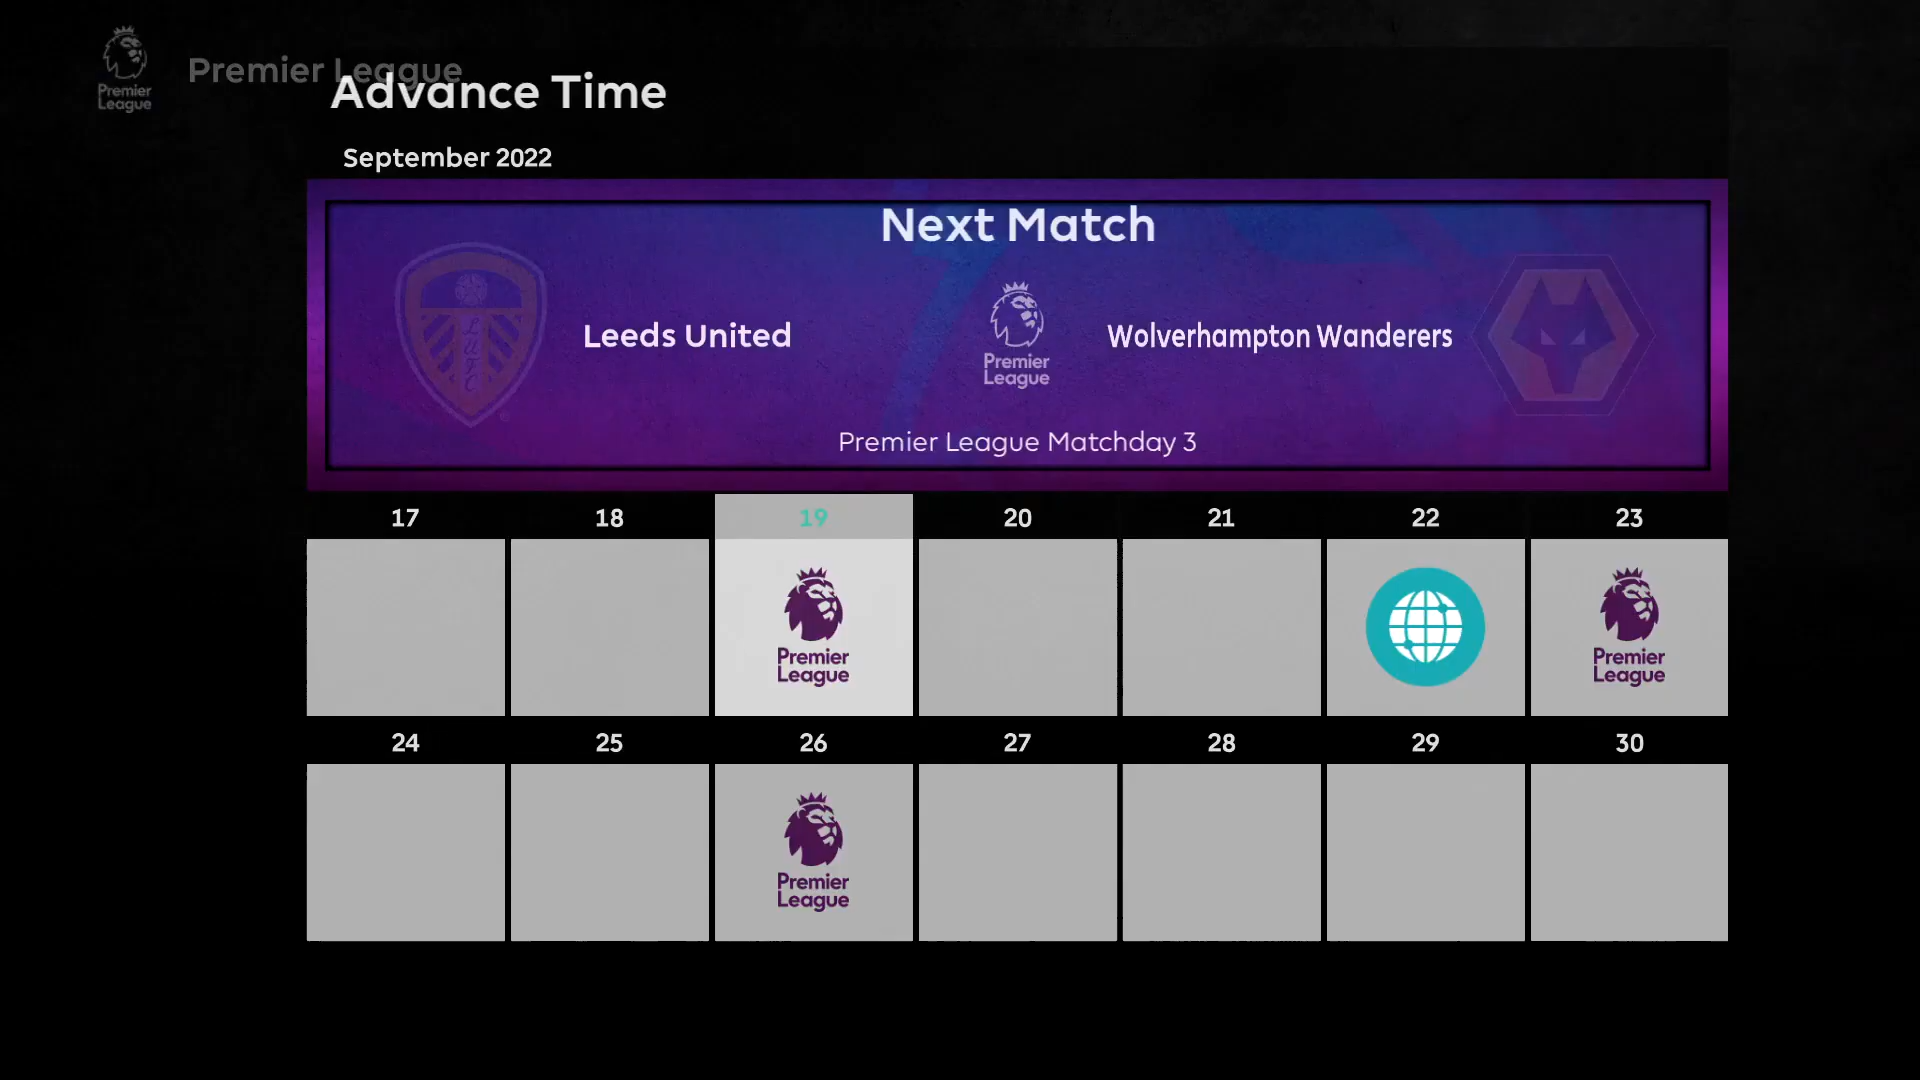 Premier
League
Premier League
Advance Time
September 2022
Next Match
Leeds United
Premier
League
Wolverhampton Wanderers
LUFC
Premier League Matchday 3
17 18 19 20 21 22 23
Premier
League
Premier
League
24 25 26 27 28 29 30
Premier
League